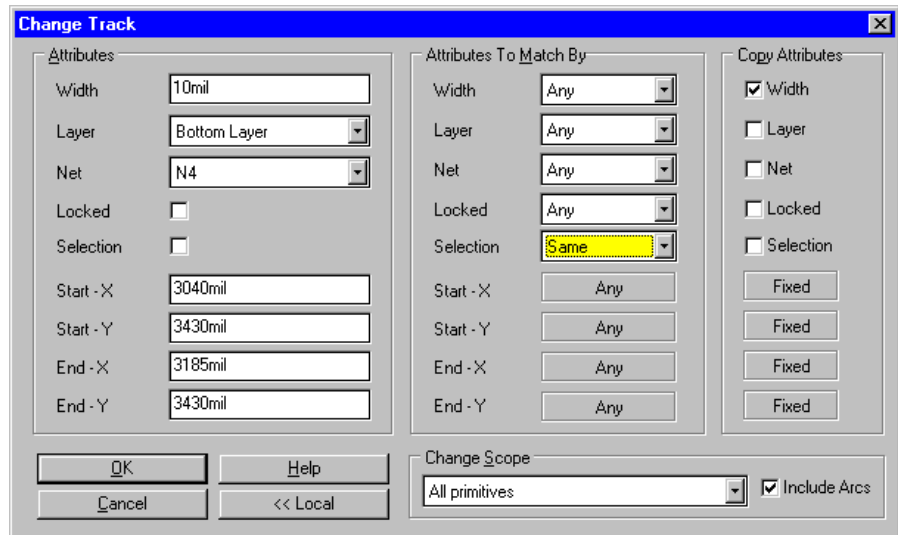 Change Track
Attributes
Width 10mil
Layer Bottom Layer
Net N4
Locked
Selection
Start - X 3040mil
Start - Y 3430mil
End - X 3185mil
End - Y 3430mil
Attributes To Match By
Width Any
Layer Any
Net Any
Locked Any
Selection Same
Start - X Any
Start - Y Any
End - X Any
End - Y Any
Copy Attributes
Width
Layer
Net
Locked
Selection
Fixed
Fixed
Fixed
Fixed
OK Help
Cancel << Local
Change Scope
All primitives Include Arcs